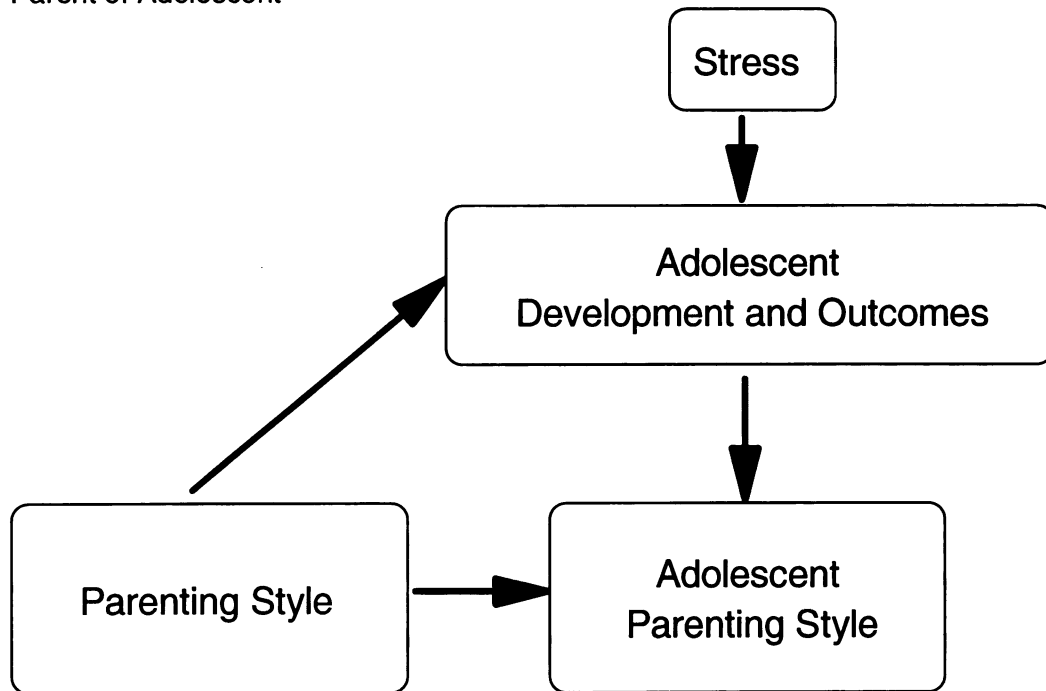 Parent of Adolescent
Stress
Adolescent
Development and Outcomes
Parenting Style
Adolescent
Parenting Style